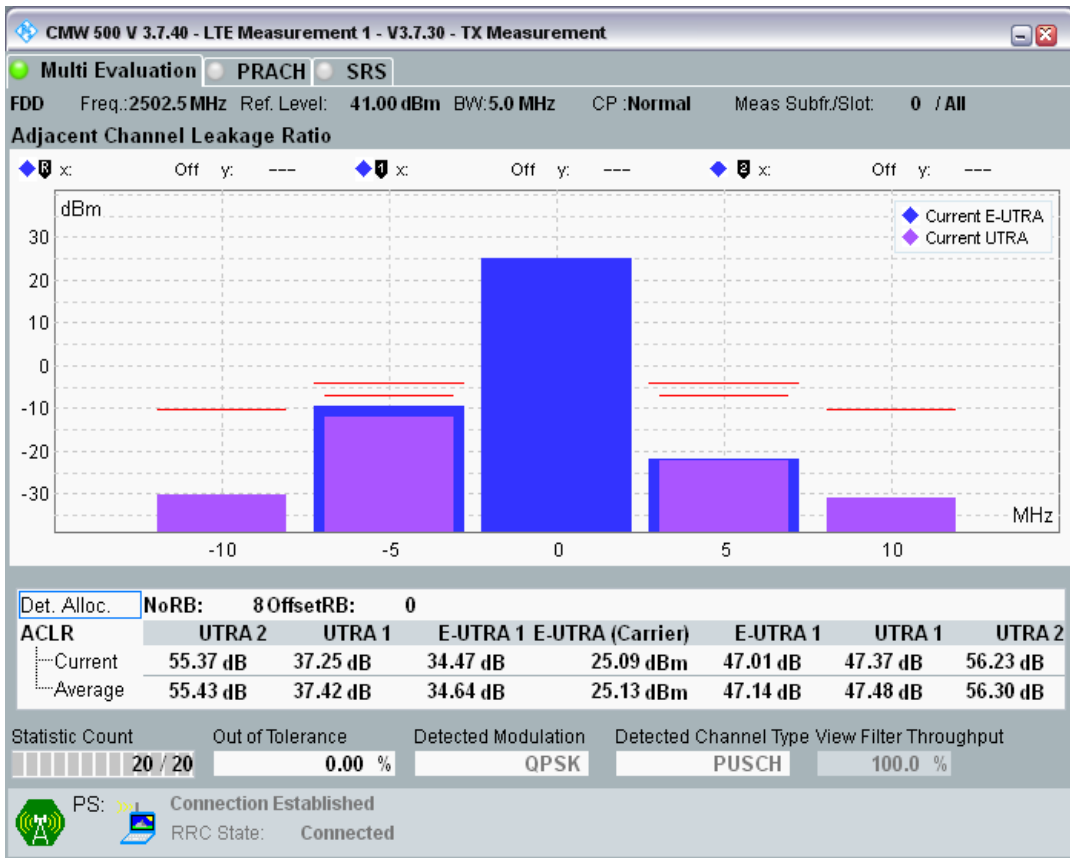 CMW 500 V 3.7.40 - LTE Measurement 1 - V3.7.30 - TX Measurement
Multi Evaluation PRACH SRS
FDD Freq.:2502.5 MHz Ref. Level: 41.00 dBm BW:5.0 MHz CP :Normal Meas Subfr./Slot: 0 / All
Adjacent Channel Leakage Ratio
R x: Off y: --- 1 x: Off y: --- 2 x: Off y: ---
dBm
Current E-UTRA
Current UTRA
30
20
10
0
-10
-20
-30
MHz
-10 -5 0 5 10
Det. Alloc. NoRB: 8 OffsetRB: 0
ACLR UTRA 2 UTRA 1 E-UTRA 1 E-UTRA (Carrier) E-UTRA 1 UTRA 1 UTRA 2
Current 55.37 dB 37.25 dB 34.47 dB 25.09 dBm 47.01 dB 47.37 dB 56.23 dB
Average 55.43 dB 37.42 dB 34.64 dB 25.13 dBm 47.14 dB 47.48 dB 56.30 dB
Statistic Count Out of Tolerance Detected Modulation Detected Channel Type View Filter Throughput
20 / 20 0.00 % QPSK PUSCH 100.0 %
PS: Connection Established
RRC State: Connected